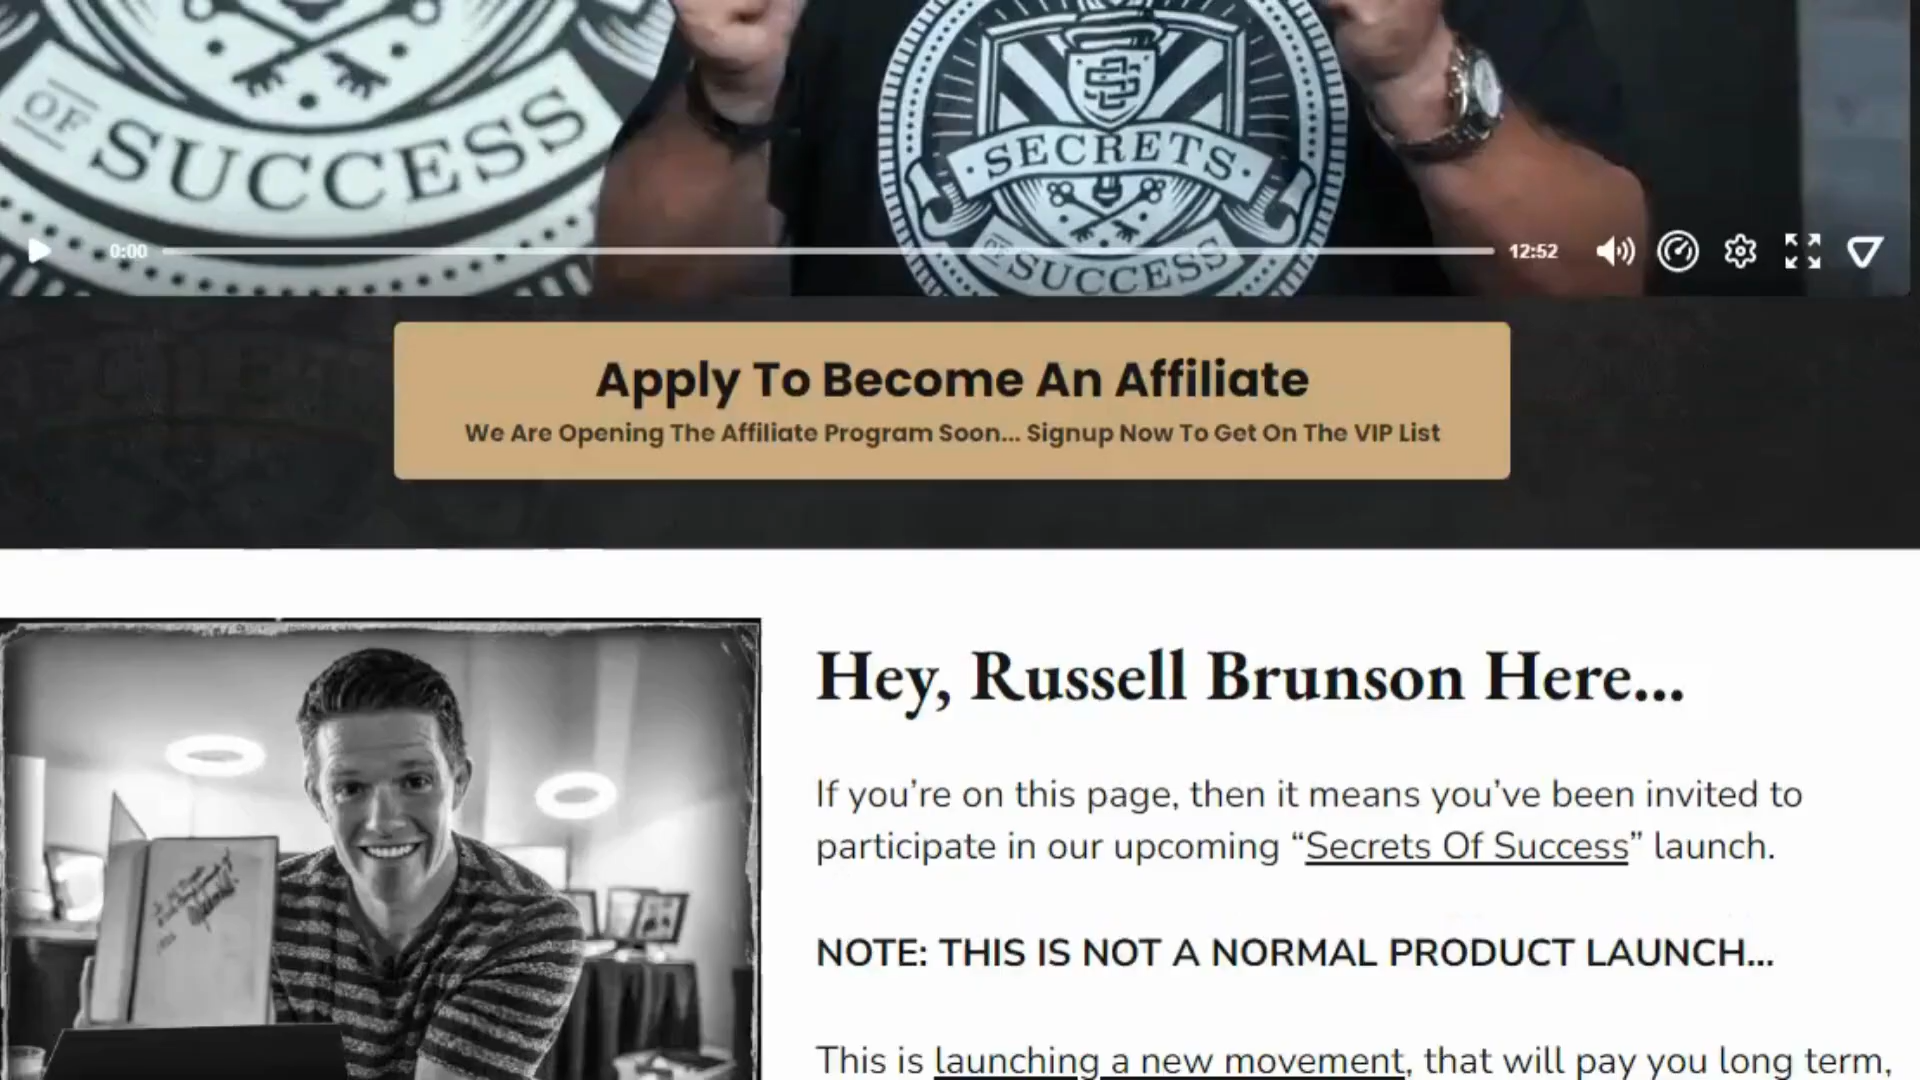 OF
SUCCESS
SECRETS
OF
SUCCESS
0:00
12:52
Apply To Become An Affiliate
We Are Opening The Affiliate Program Soon... Signup Now To Get On The VIP List
Hey, Russell Brunson Here...
If you’re on this page, then it means you’ve been invited to
participate in our upcoming “Secrets Of Success” launch.
NOTE: THIS IS NOT A NORMAL PRODUCT LAUNCH...
This is launching a new movement, that will pay you long term,